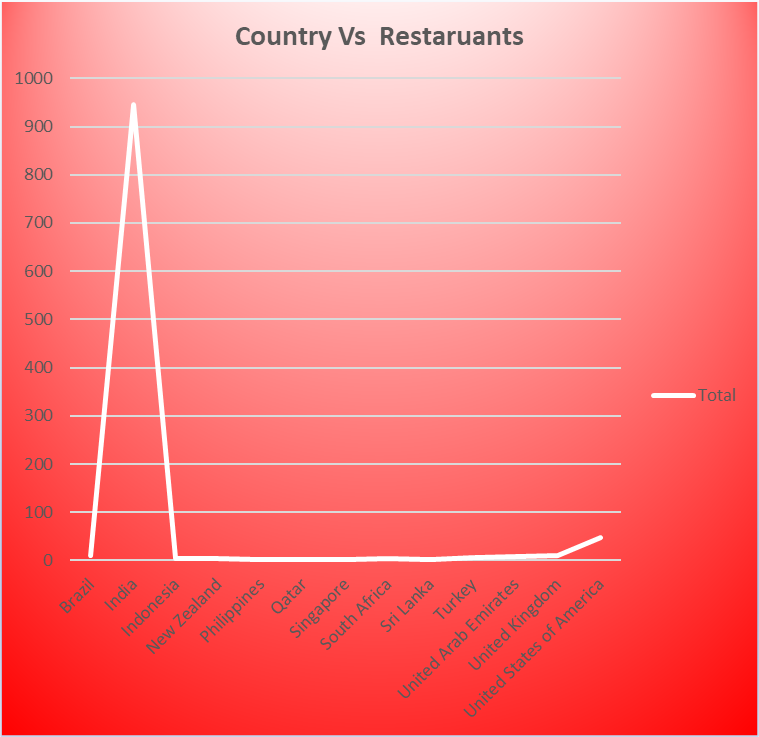 Country Vs  Restaruants
1000
900
800
700
600
500
400
300
200
100
0
Total
Brazil
India
Indonesia
New Zealand
Philippines
Qatar
Singapore
South Africa
Sri Lanka
Turkey
United Arab Emirates
United Kingdom
United States of America